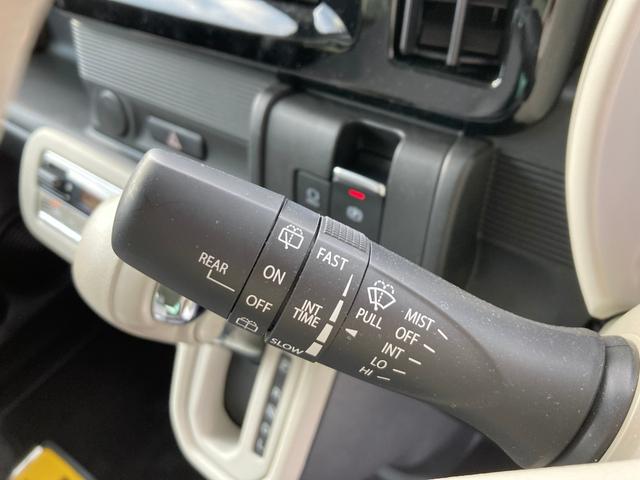 REAR
ON
OFF
FAST
INT
TIME
SLOW
PULL
MIST
OFF
INT
LO
HI